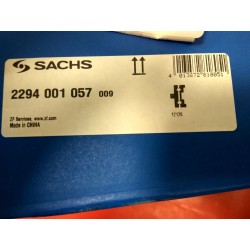 SACHS
2294 001 057 009
ZF Services, www.zf.com
Made in CHINA